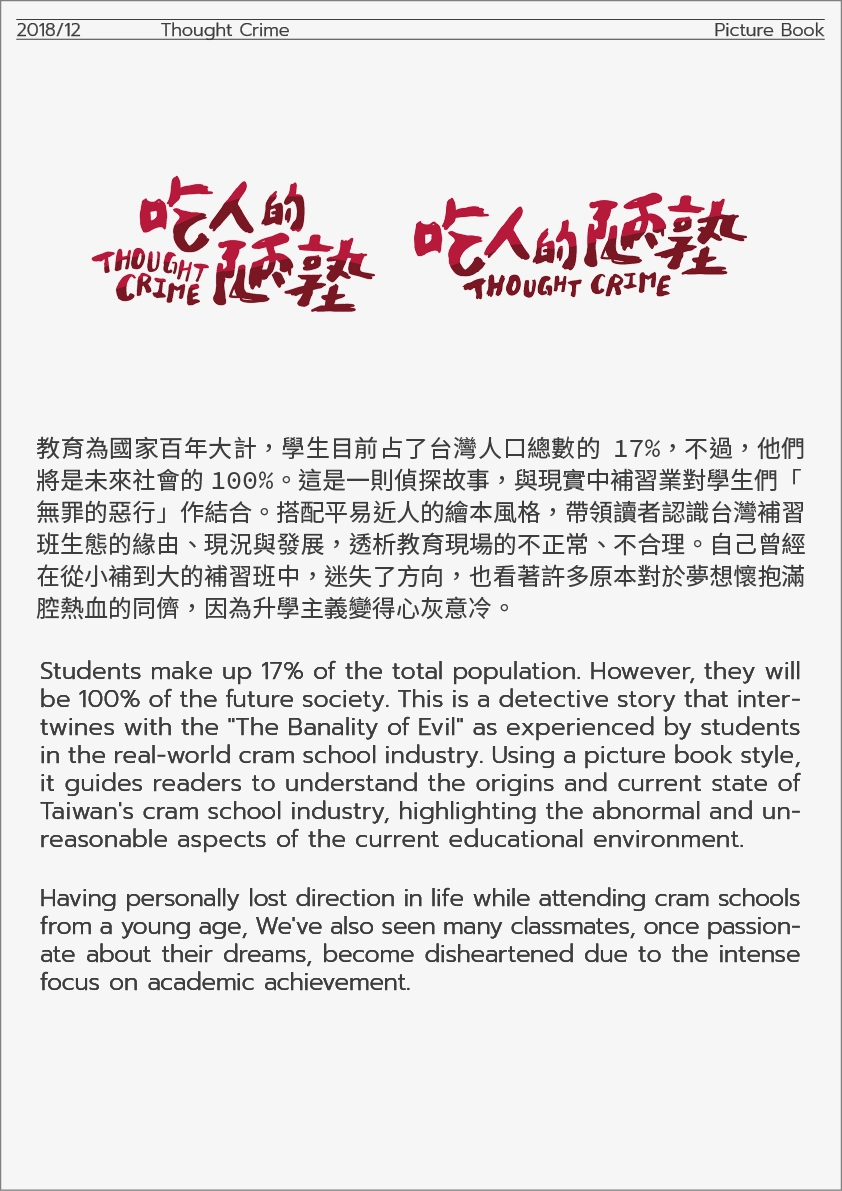 2018/12 Thought Crime Picture Book
吃人的
THOUGHT
CRIME
陋塾
吃人的陋塾
THOUGHT CRIME
教育為國家百年大計，學生目前占了台灣人口總數的 17%，不過，他們
將是未來社會的 100%。這是一則偵探故事，與現實中補習業對學生們「
無罪的惡行」作結合。搭配平易近人的繪本風格，帶領讀者認識台灣補習
班生態的緣由、現況與發展，透析教育現場的不正常、不合理。自己曾經
在從小補到大的補習班中，迷失了方向，也看著許多原本對於夢想懷抱滿
腔熱血的同儕，因為升學主義變得心灰意冷。
Students make up 17% of the total population. However, they will
be 100% of the future society. This is a detective story that inter-
twines with the "The Banality of Evil" as experienced by students
in the real-world cram school industry. Using a picture book style,
it guides readers to understand the origins and current state of
Taiwan's cram school industry, highlighting the abnormal and un-
reasonable aspects of the current educational environment.
Having personally lost direction in life while attending cram schools
from a young age, We've also seen many classmates, once passion-
ate about their dreams, become disheartened due to the intense
focus on academic achievement.